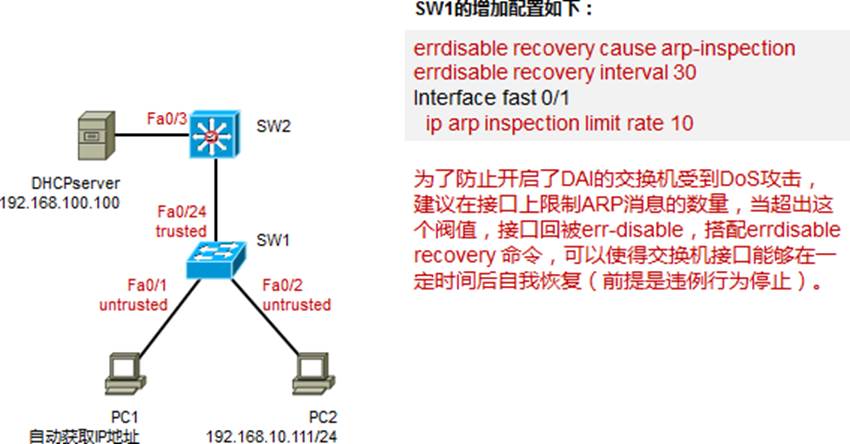 SW1的增加配置如下：
errdisable recovery cause arp-inspection
errdisable recovery interval 30
Interface fast 0/1
ip arp inspection limit rate 10
为了防止开启了DAI的交换机受到DoS攻击，
建议在接口上限制ARP消息的数量，当超出这
个阀值，接口回被err-disable，搭配errdisable
recovery 命令，可以使得交换机接口能够在一
定时间后自我恢复（前提是违例行为停止）。
Fa0/3
SW2
DHCPserver
192.168.100.100
Fa0/24
trusted
SW1
Fa0/1
untrusted
Fa0/2
untrusted
PC1
自动获取IP地址
PC2
192.168.10.111/24